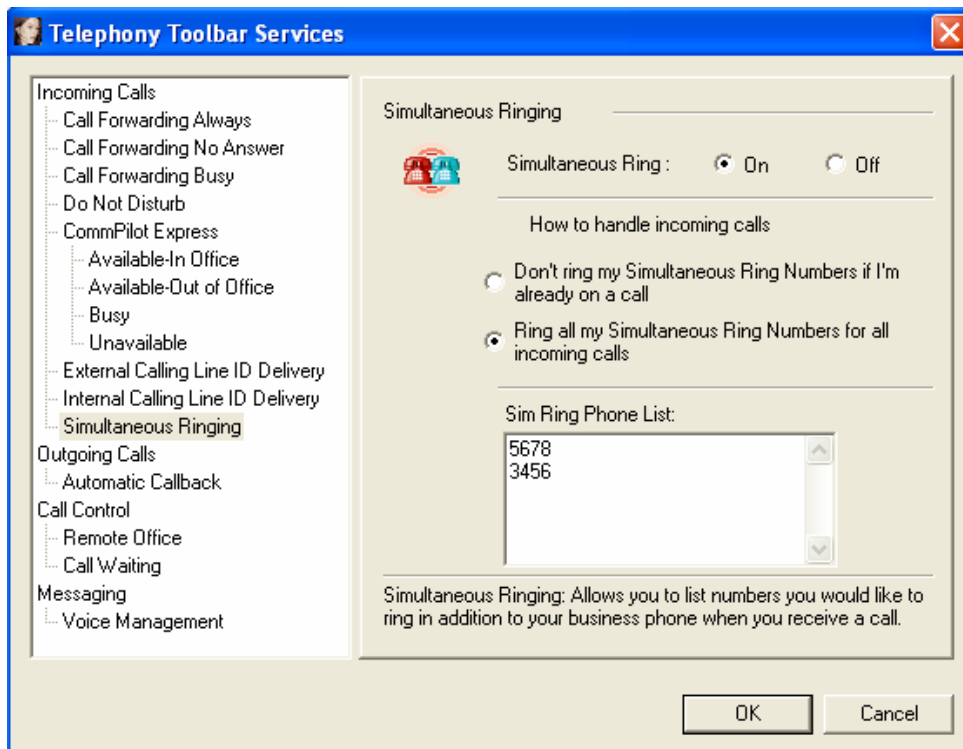 Telephony Toolbar Services
Incoming Calls
Call Forwarding Always
Call Forwarding No Answer
Call Forwarding Busy
Do Not Disturb
CommPilot Express
Available-In Office
Available-Out of Office
Busy
Unavailable
External Calling Line ID Delivery
Internal Calling Line ID Delivery
Simultaneous Ringing
Outgoing Calls
Automatic Callback
Call Control
Remote Office
Call Waiting
Messaging
Voice Management
Simultaneous Ringing
Simultaneous Ring : On Off
How to handle incoming calls
Don't ring my Simultaneous Ring Numbers if I'm
already on a call
Ring all my Simultaneous Ring Numbers for all
incoming calls
Sim Ring Phone List:
5678
3456
Simultaneous Ringing: Allows you to list numbers you would like to
ring in addition to your business phone when you receive a call.
OK Cancel